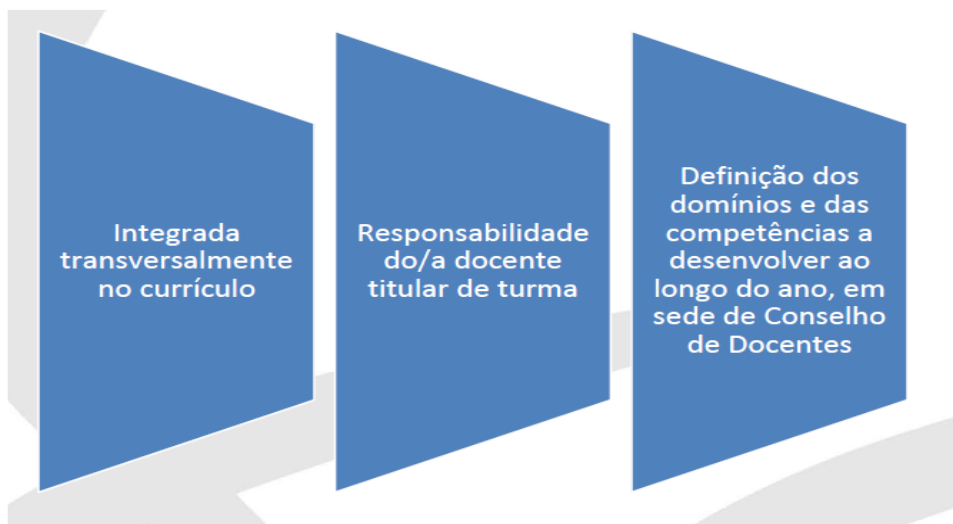 Integrada
transversalmente
no currículo
Responsabilidade
do/a docente
titular de turma
Definição dos
domínios e das
competências a
desenvolver ao
longo do ano, em
sede de Conselho
de Docentes